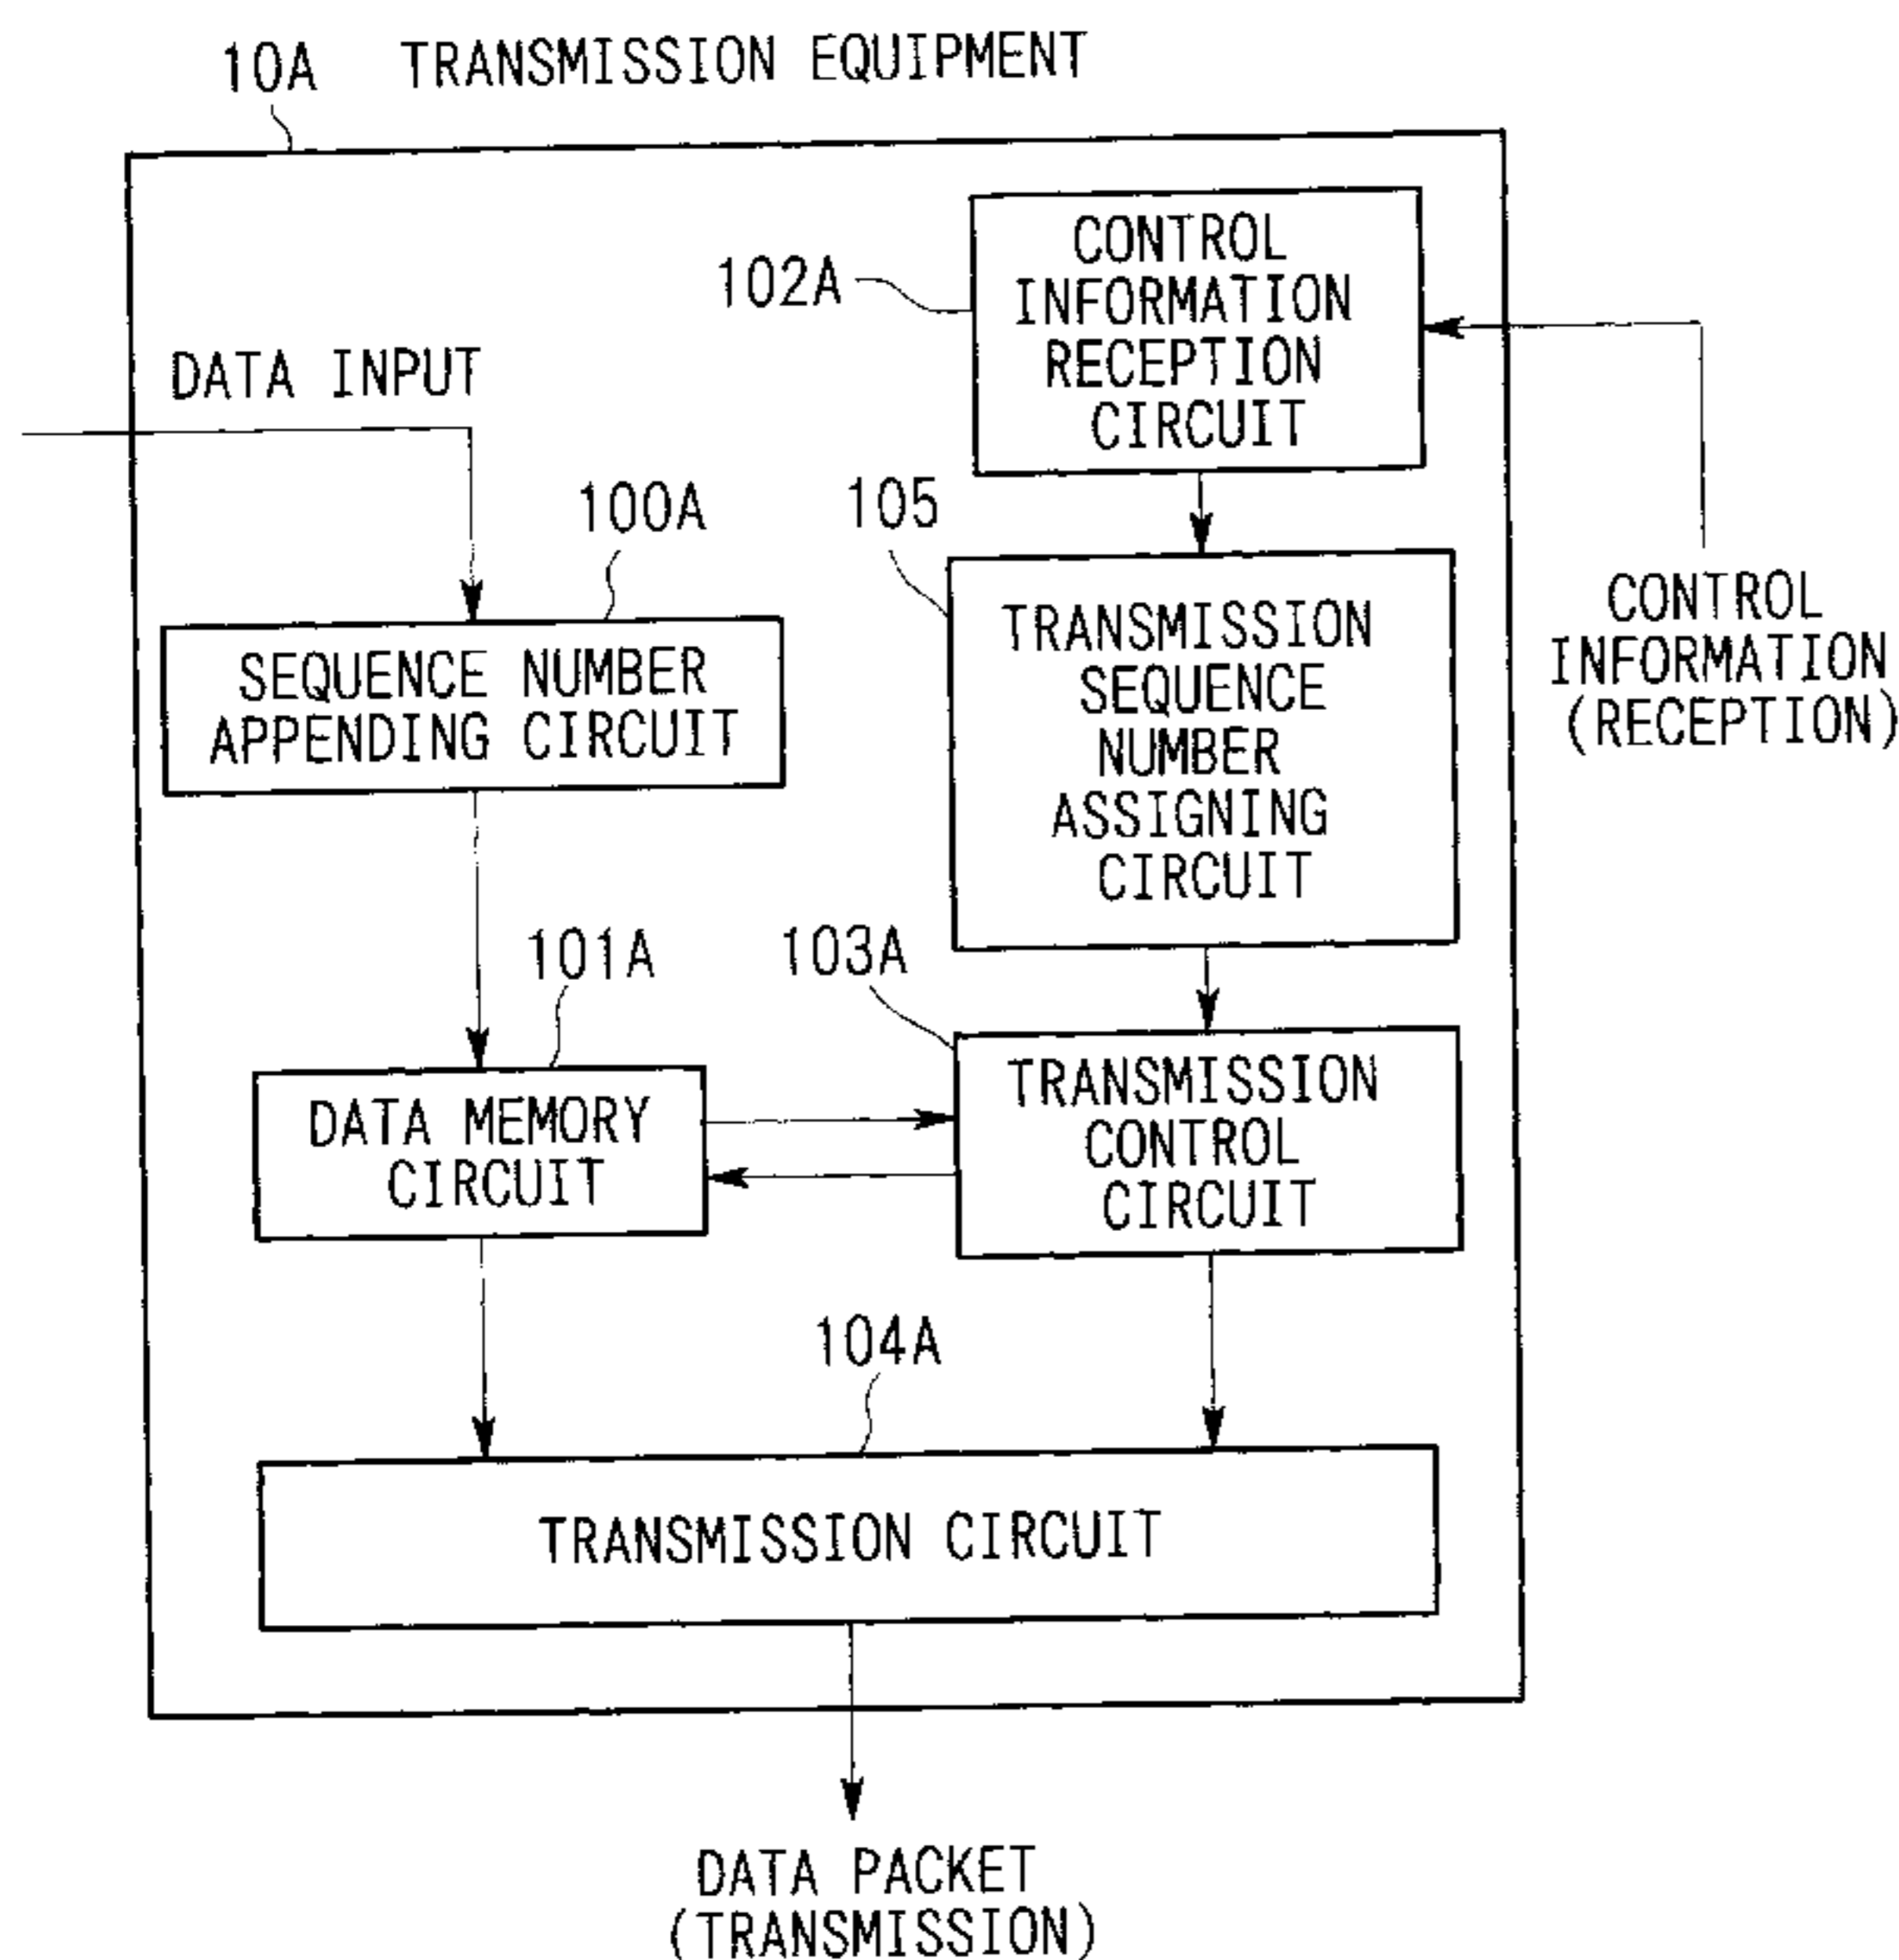 10A TRANSMISSION EQUIPMENT
CONTROL
INFORMATION
RECEPTION
CIRCUIT
102A
DATA INPUT
100A
105
SEQUENCE NUMBER
APPENDING CIRCUIT
TRANSMISSION
SEQUENCE
NUMBER
ASSIGNING
CIRCUIT
CONTROL
INFORMATION
(RECEPTION)
101A
103A
DATA MEMORY
CIRCUIT
TRANSMISSION
CONTROL
CIRCUIT
104A
TRANSMISSION CIRCUIT
DATA PACKET
(TRANSMISSION)